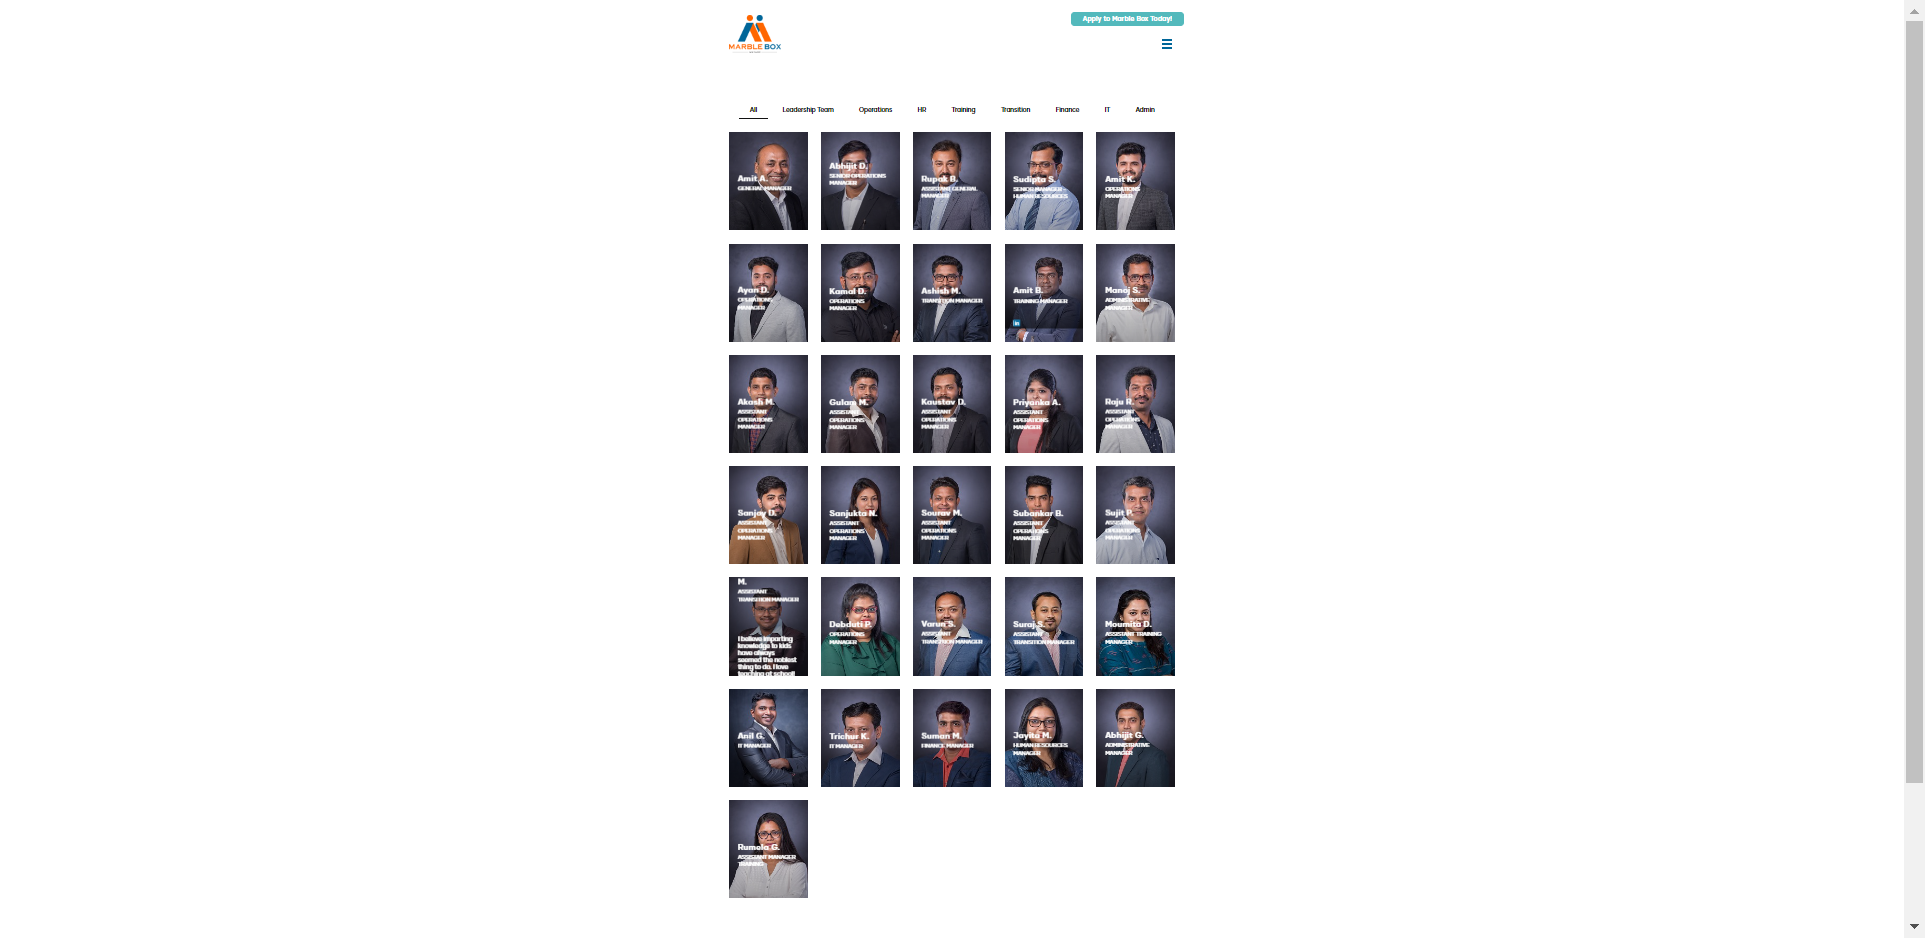 MARBLE BOX
Apply to Marble Box Today!
All
Leadership Team
Operations
HR
Training
Transition
Finance
IT
Admin
Amit A.
GENERAL MANAGER
Abhijit D.
SENIOR OPERATIONS
MANAGER
Rupak B.
ASSISTANT GENERAL
MANAGER
Sudipta S.
SENIOR MANAGER -
HUMAN RESOURCES
Amit K.
OPERATIONS
MANAGER
Ayan D.
OPERATIONS
MANAGER
Kamal D.
OPERATIONS
MANAGER
Ashish M.
TRANSITION MANAGER
Amit B.
TRAINING MANAGER
in
Manoj S.
ADMINISTRATIVE
MANAGER
Akash M.
ASSISTANT
OPERATIONS
MANAGER
Gulam M.
ASSISTANT
OPERATIONS
MANAGER
Kaustav D.
ASSISTANT
OPERATIONS
MANAGER
Priyanka A.
ASSISTANT
OPERATIONS
MANAGER
Raju R.
ASSISTANT
OPERATIONS
MANAGER
Sanjay D.
ASSISTANT
OPERATIONS
MANAGER
Sanjukta N.
ASSISTANT
OPERATIONS
MANAGER
Sourav M.
ASSISTANT
OPERATIONS
MANAGER
Subankar B.
ASSISTANT
OPERATIONS
MANAGER
Sujit P.
ASSISTANT
OPERATIONS
MANAGER
M.
ASSISTANT
TRANSITION MANAGER
I believe imparting
knowledge to kids
have always
seemed the noblest
thing to do. I love
teaching at school!
Debduti P.
OPERATIONS
MANAGER
Varun S.
ASSISTANT
TRANSITION MANAGER
Suraj S.
ASSISTANT
TRANSITION MANAGER
Moumita D.
ASSISTANT TRAINING
MANAGER
Anil G.
IT MANAGER
Trichur K.
IT MANAGER
Suman M.
FINANCE MANAGER
Jayita M.
HUMAN RESOURCES
MANAGER
Abhijit G.
ADMINISTRATIVE
MANAGER
Rumela G.
ASSISTANT MANAGER
TRAINING